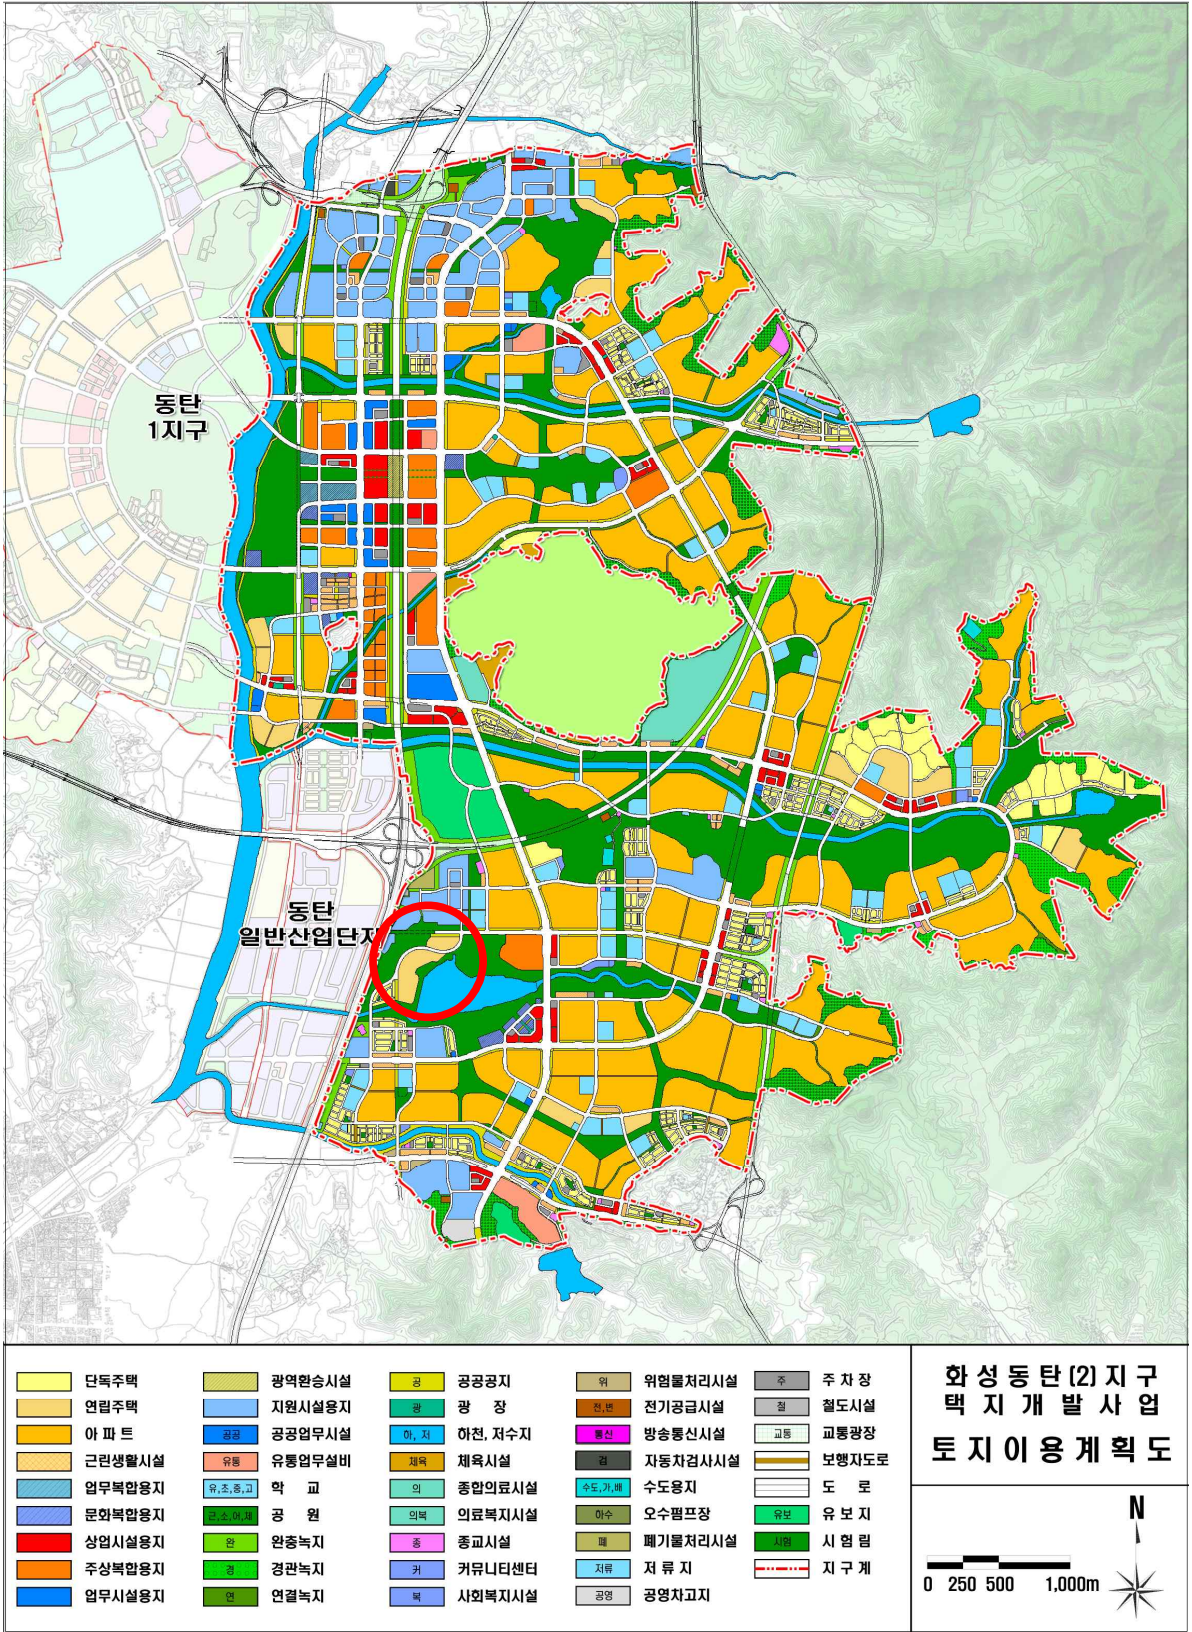 동탄
1지구
동탄
일반산업단지
단독주택
연립주택
아 파 트
근린생활시설
업무복합용지
문화복합용지
상업시설용지
주상복합용지
업무시설용지
광역환승시설
지원시설용지
공공 공공업무시설
유통 유통업무설비
유,초,중,고 학 교
근,소,어,체 공 원
완 완충녹지
경 경관녹지
연 연결녹지
공 공공공지
광 광 장
하, 저 하천, 저수지
체육 체육시설
의 종합의료시설
의복 의료복지시설
종 종교시설
커 커뮤니티센터
복 사회복지시설
위 위험물처리시설
전,변 전기공급시설
통신 방송통신시설
검 자동차검사시설
수도,가,배 수도용지
하수 오수펌프장
폐 폐기물처리시설
저류 저 류 지
공영 공영차고지
주 주 차 장
철 철도시설
교통 교통광장
보행자도로
도 로
유보 유 보 지
시험 시 험 림
지 구 계
화성동탄(2)지구
택지개발사업
토지이용계획도
N
0 250 500 1,000m